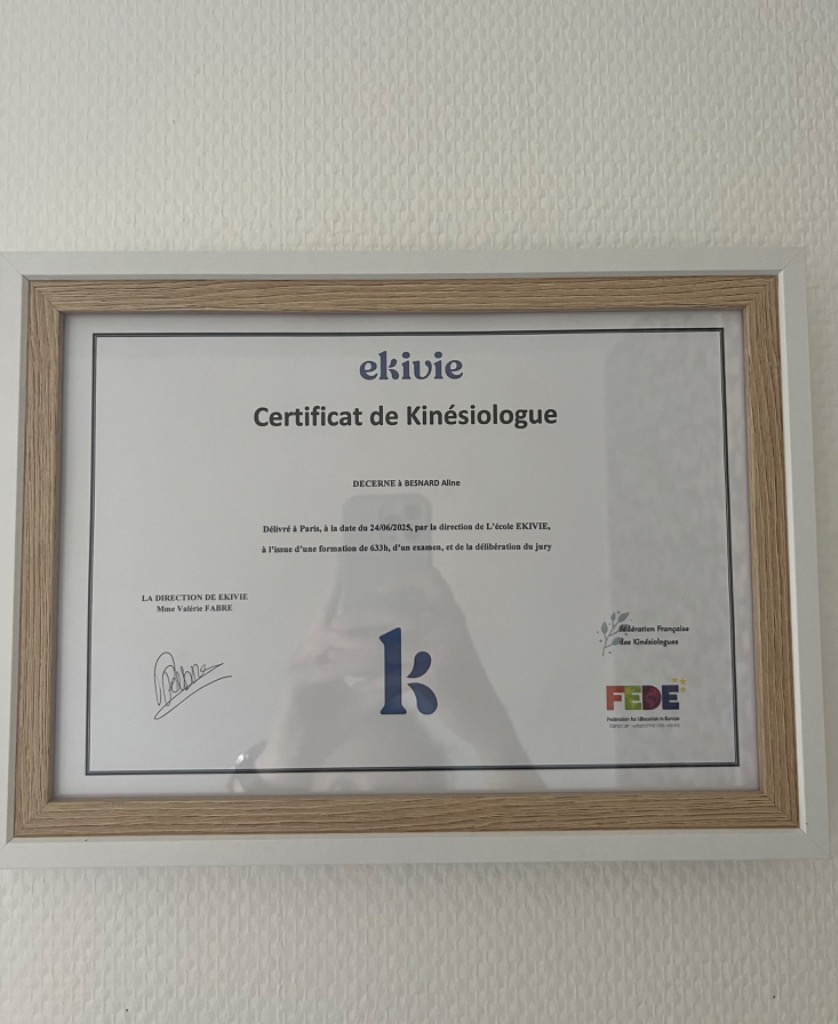 ekivie
Certificat de Kinésiologue
DECERNE à BESNARD Aline
Délivré à Paris, à la date du 24/06/2025, par la direction de L'école EKIVIE,
à l'issue d'une formation de 633h, d'un examen, et de la délibération du jury
LA DIRECTION DE EKIVIE
Mme Valérie FABRE
k
Fédération Française
des Kinésiologues
FEDE
Federation for EDucation in Europe